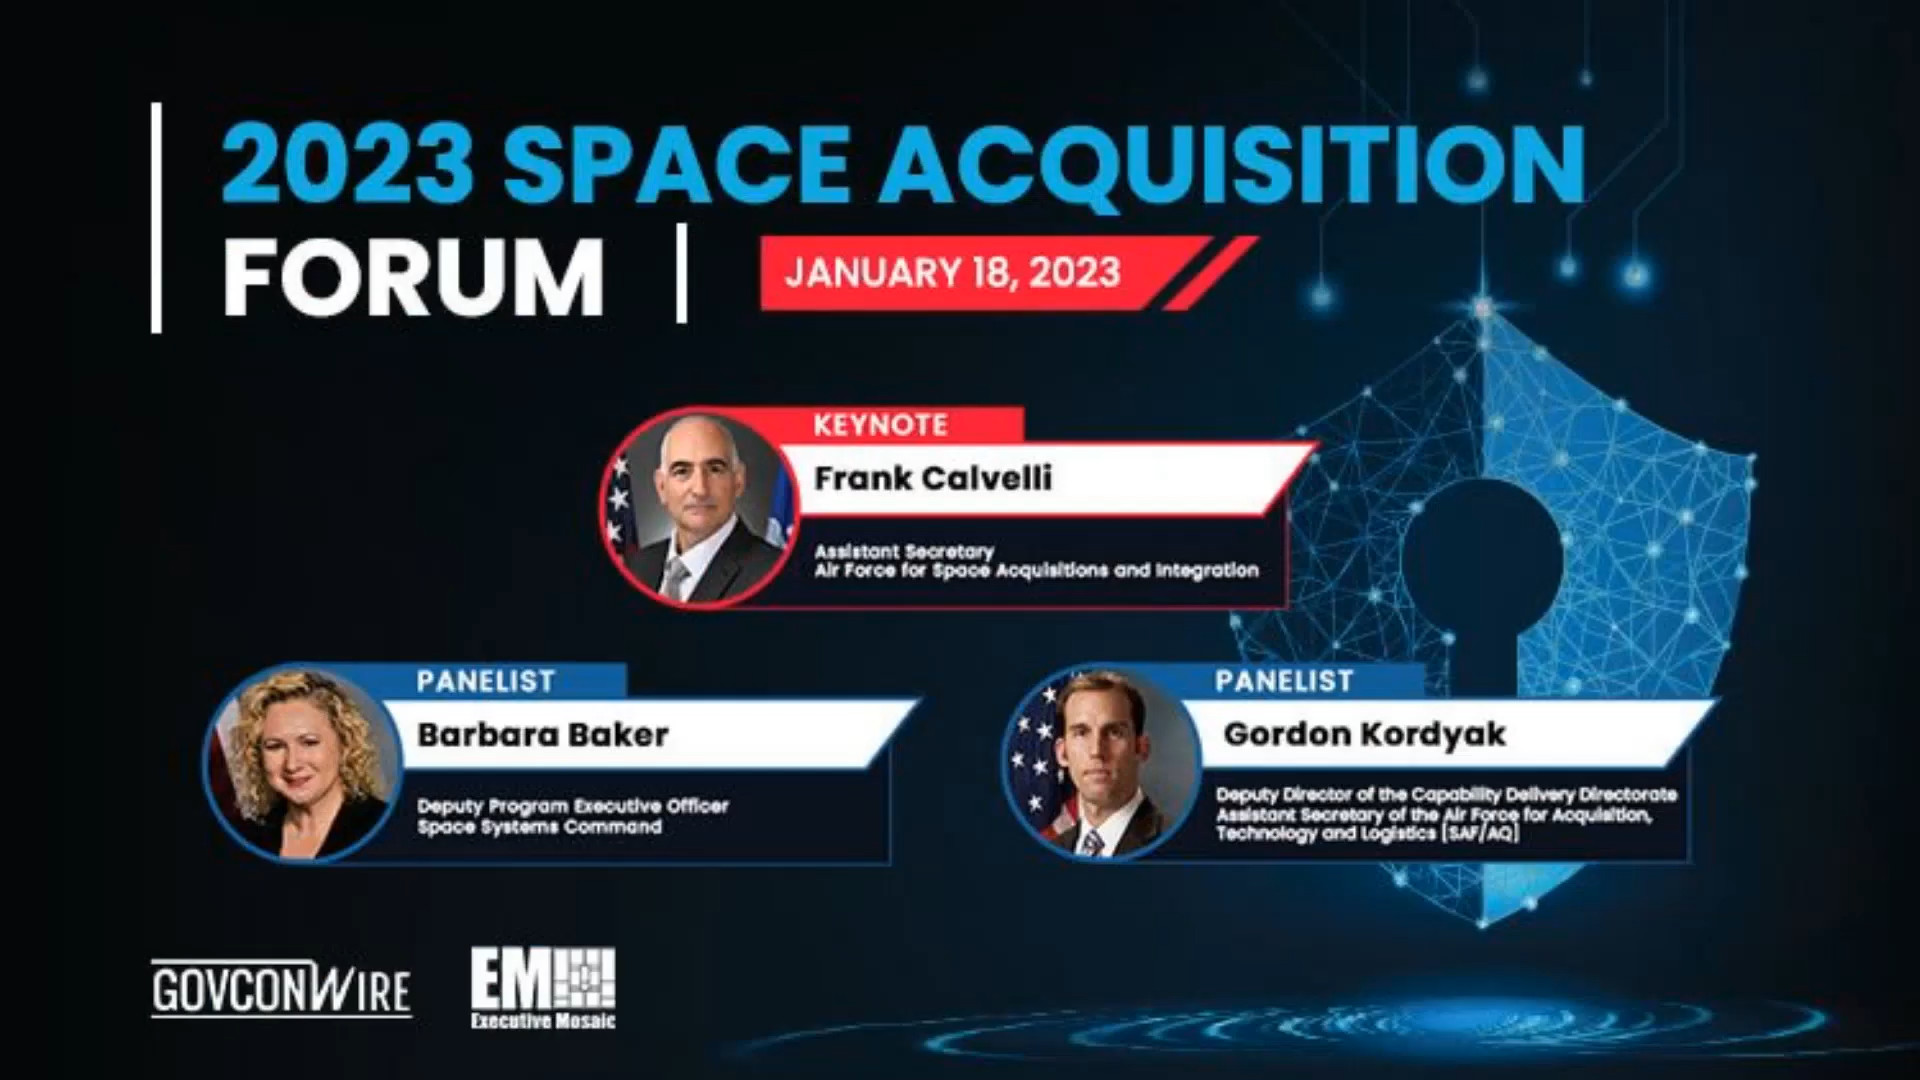 2023 SPACE ACQUISITION
FORUM
JANUARY 18, 2023
KEYNOTE
Frank Calvelli
Assistant Secretary
Air Force for Space Acquisitions and Integration
PANELIST
Barbara Baker
Deputy Program Executive Officer
Space Systems Command
PANELIST
Gordon Kordyak
Deputy Director of the Capability Delivery Directorate
Assistant Secretary of the Air Force for Acquisition,
Technology and Logistics [SAF/AQ]
GOVCONWIRE
EM
Executive Mosaic